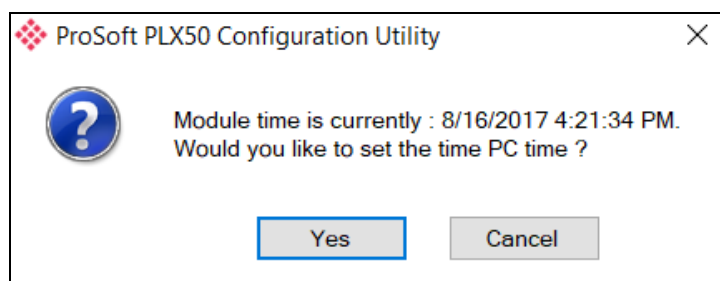 ProSoft PLX50 Configuration Utility
Module time is currently : 8/16/2017 4:21:34 PM.
Would you like to set the time PC time ?
Yes Cancel